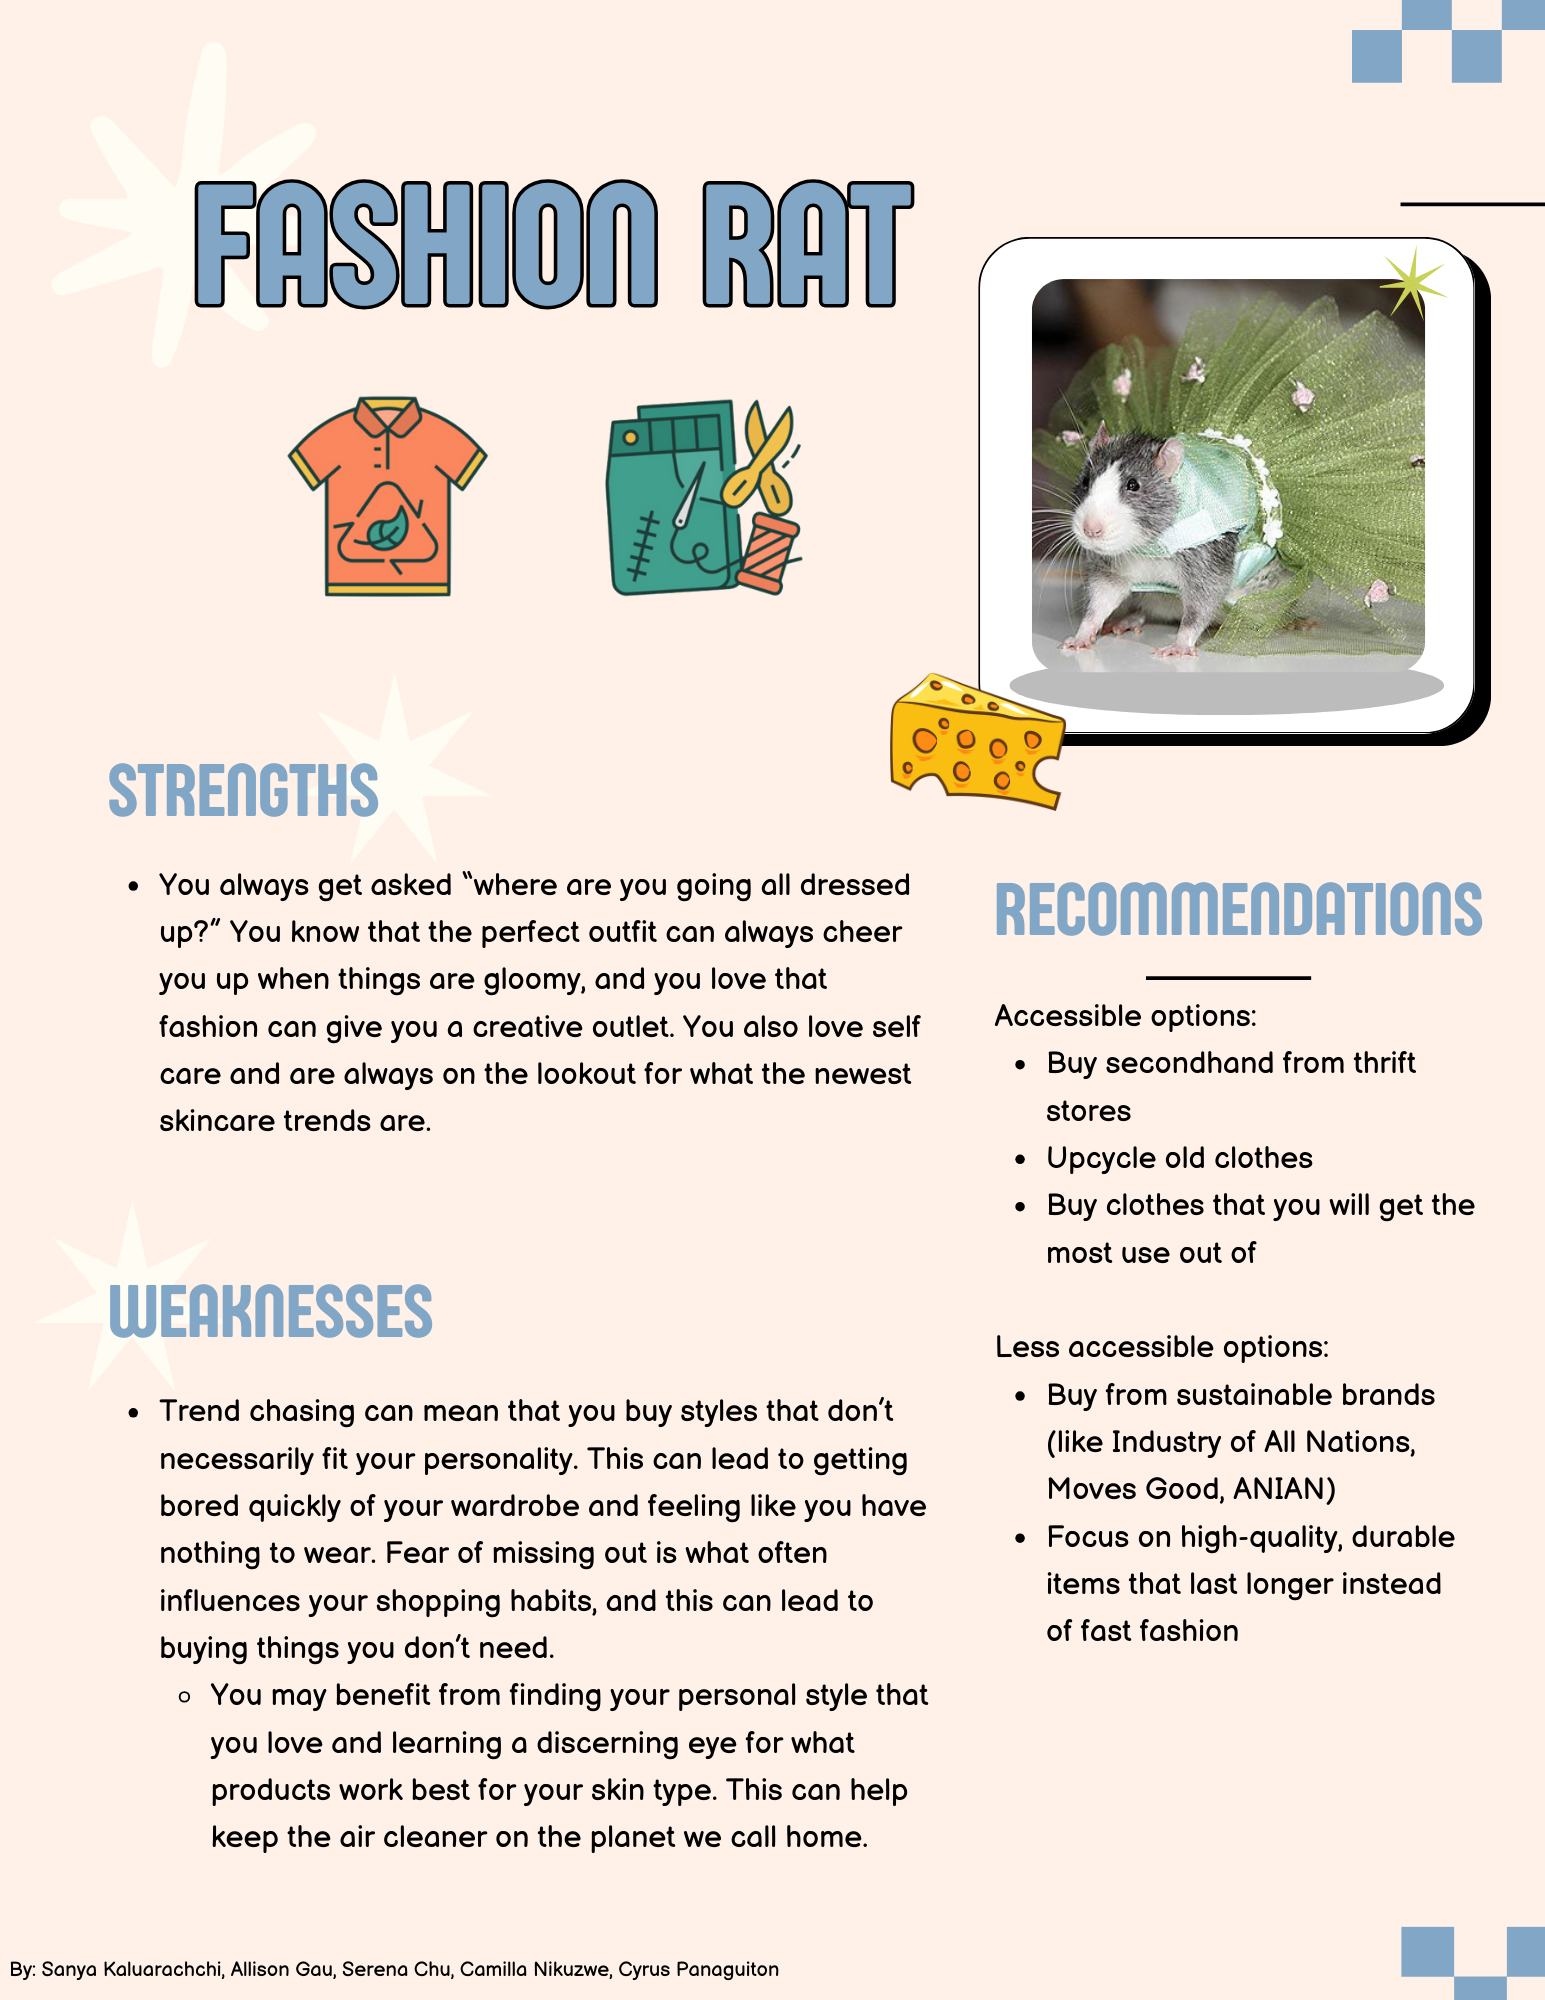 FASHION RAT
STRENGTHS
• You always get asked “where are you going all dressed
up?” You know that the perfect outfit can always cheer
you up when things are gloomy, and you love that
fashion can give you a creative outlet. You also love self
care and are always on the lookout for what the newest
skincare trends are.
WEAKNESSES
• Trend chasing can mean that you buy styles that don’t
necessarily fit your personality. This can lead to getting
bored quickly of your wardrobe and feeling like you have
nothing to wear. Fear of missing out is what often
influences your shopping habits, and this can lead to
buying things you don’t need.
◦ You may benefit from finding your personal style that
you love and learning a discerning eye for what
products work best for your skin type. This can help
keep the air cleaner on the planet we call home.
RECOMMENDATIONS
Accessible options:
• Buy secondhand from thrift
stores
• Upcycle old clothes
• Buy clothes that you will get the
most use out of
Less accessible options:
• Buy from sustainable brands
(like Industry of All Nations,
Moves Good, ANIAN)
• Focus on high-quality, durable
items that last longer instead
of fast fashion
By: Sanya Kaluarachchi, Allison Gau, Serena Chu, Camilla Nikuzwe, Cyrus Panaguiton